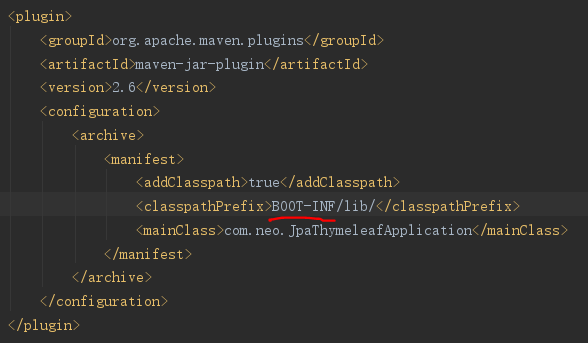 <plugin>
<groupId>org.apache.maven.plugins</groupId>
<artifactId>maven-jar-plugin</artifactId>
<version>2.6</version>
<configuration>
<archive>
<manifest>
<addClasspath>true</addClasspath>
<classpathPrefix>BOOT-INF/lib/</classpathPrefix>
<mainClass>com.neo.JpaThymeleafApplication</mainClass>
</manifest>
</archive>
</configuration>
</plugin>